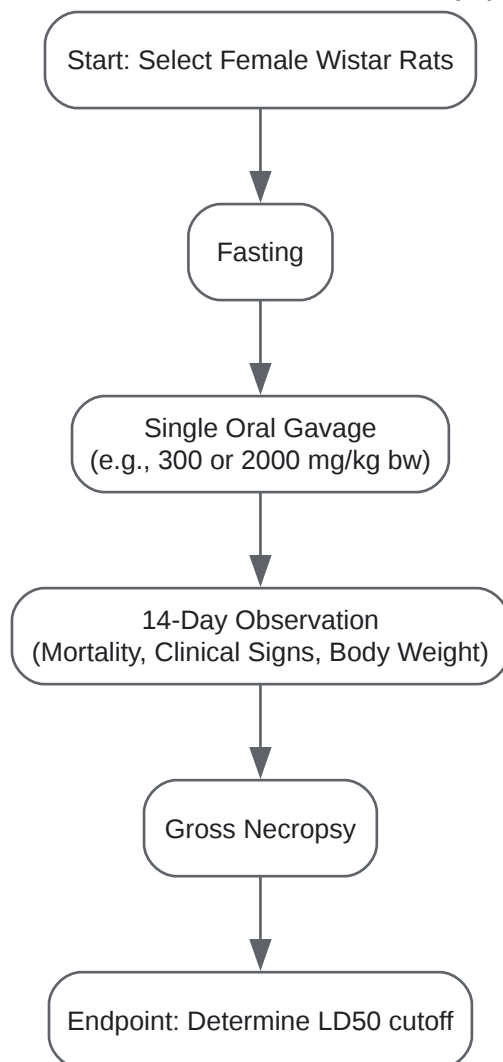 Start: Select Female Wistar Rats
Fasting
Single Oral Gavage
(e.g., 300 or 2000 mg/kg bw)
14-Day Observation
(Mortality, Clinical Signs, Body Weight)
Gross Necropsy
Endpoint: Determine LD50 cutoff